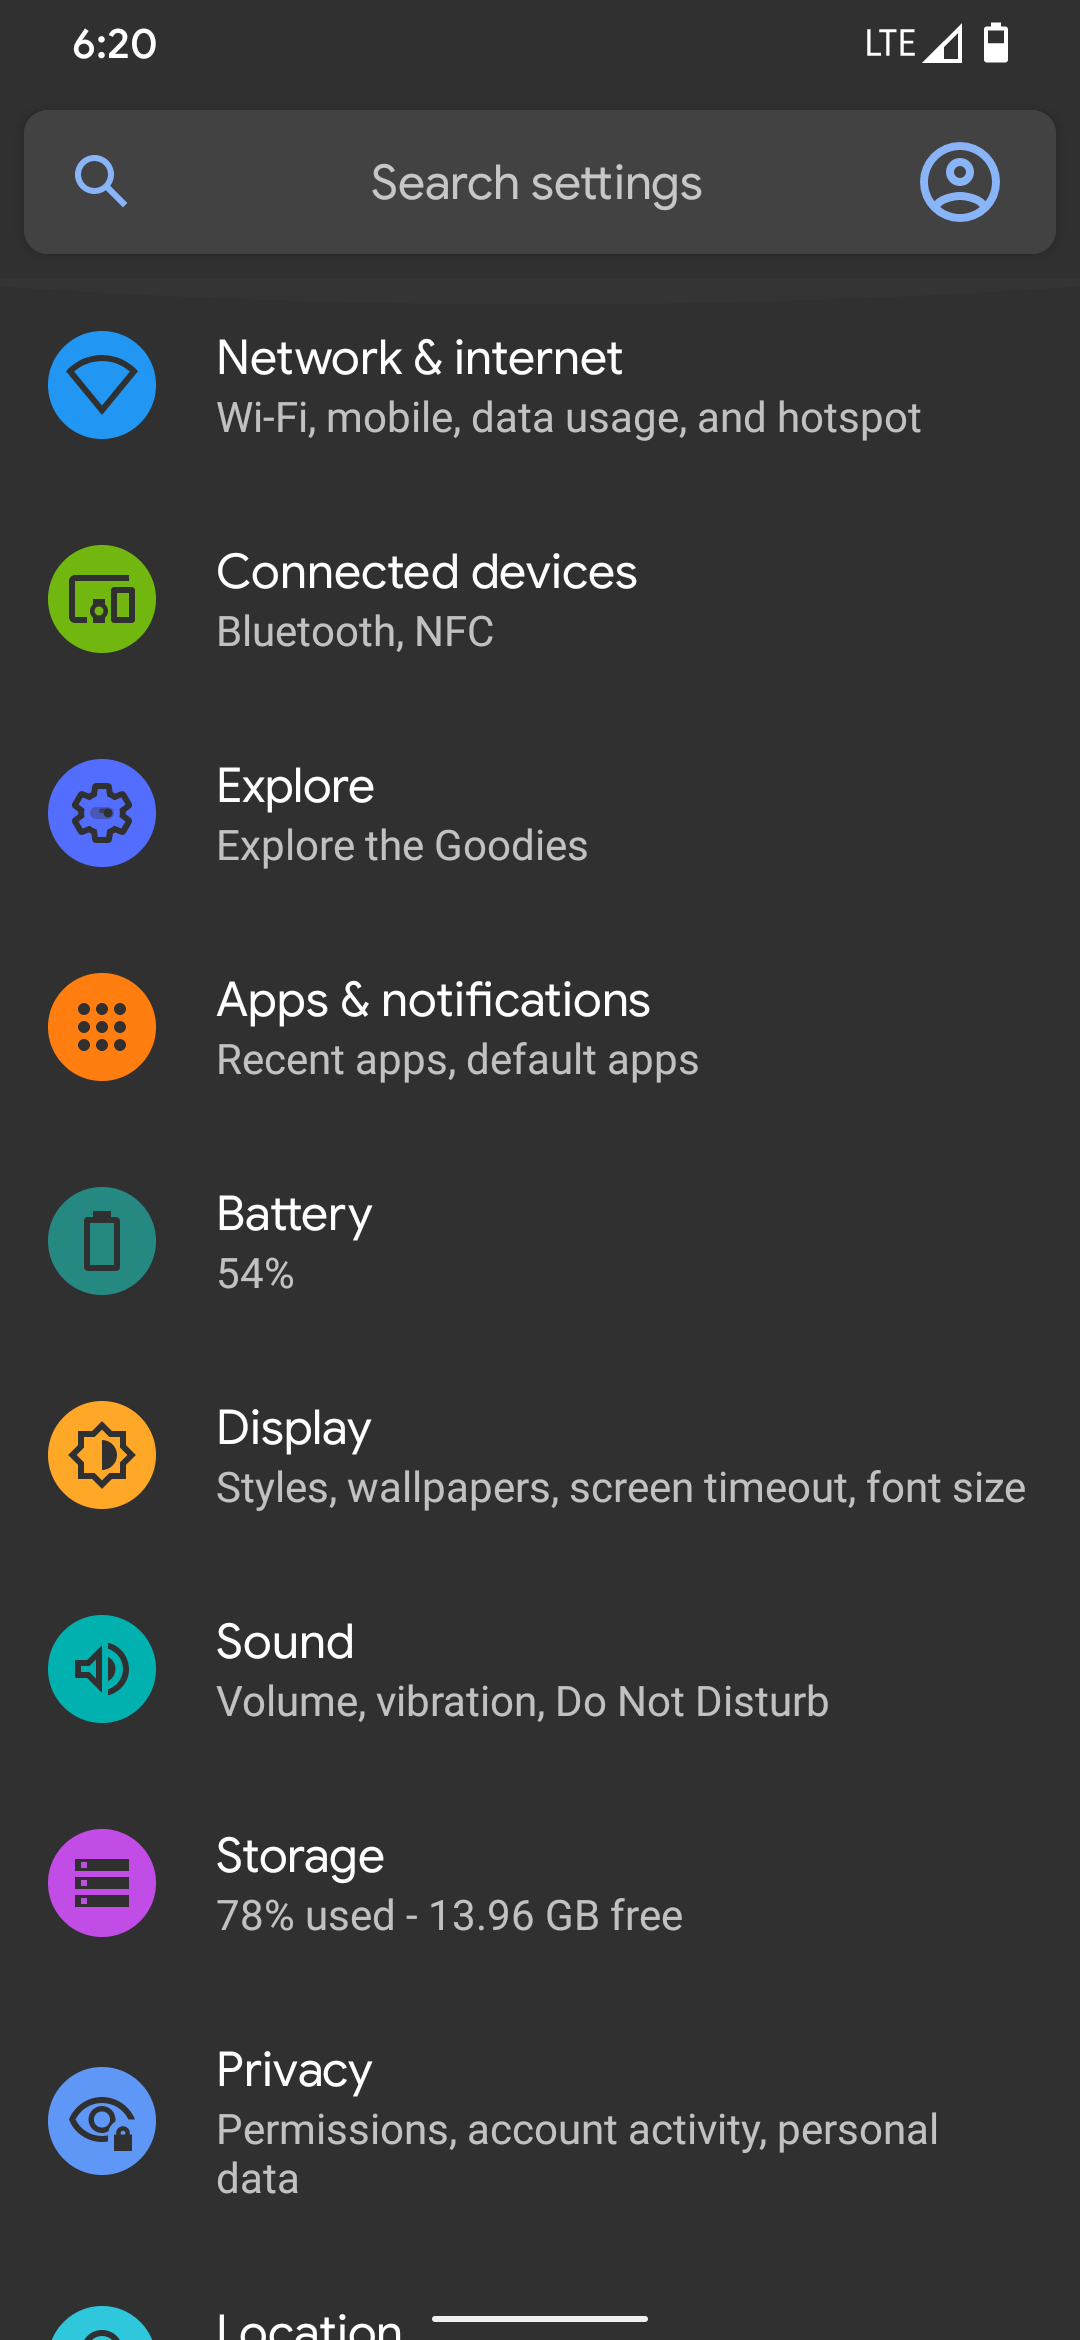 6:20 LTE
Search settings
Network & internet
Wi-Fi, mobile, data usage, and hotspot
Connected devices
Bluetooth, NFC
Explore
Explore the Goodies
Apps & notifications
Recent apps, default apps
Battery
54%
Display
Styles, wallpapers, screen timeout, font size
Sound
Volume, vibration, Do Not Disturb
Storage
78% used - 13.96 GB free
Privacy
Permissions, account activity, personal
data
Location